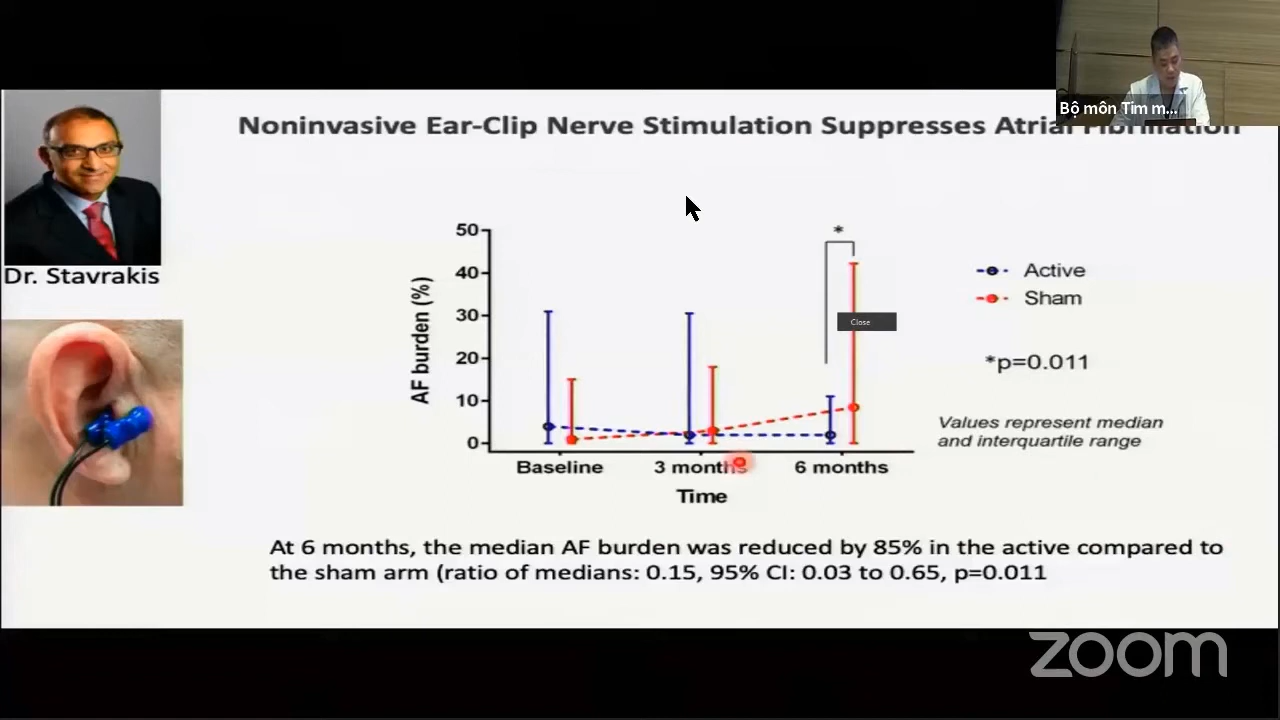 Bộ môn Tim m...
Noninvasive Ear-Clip Nerve Stimulation Suppresses Atrial Fibrillation
Dr. Stavrakis
AF burden (%)
50
40
30
20
10
0
*
Baseline
3 months
6 months
Time
Active
Sham
Close
*p=0.011
Values represent median
and interquartile range
At 6 months, the median AF burden was reduced by 85% in the active compared to
the sham arm (ratio of medians: 0.15, 95% CI: 0.03 to 0.65, p=0.011
zoom